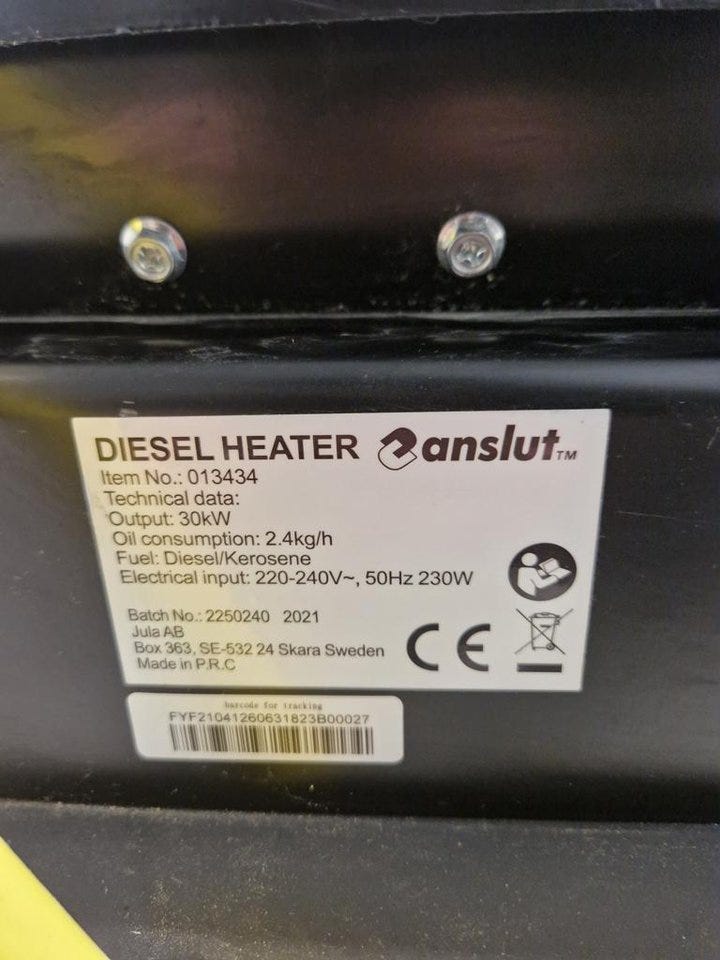 DIESEL HEATER anslut TM
Item No.: 013434
Technical data:
Output: 30kW
Oil consumption: 2.4kg/h
Fuel: Diesel/Kerosene
Electrical input: 220-240V~, 50Hz 230W
Batch No.: 2250240 2021
Jula AB
Box 363, SE-532 24 Skara Sweden
Made in P.R.C
CE
barcode for tracking
FYF21041260631823B00027